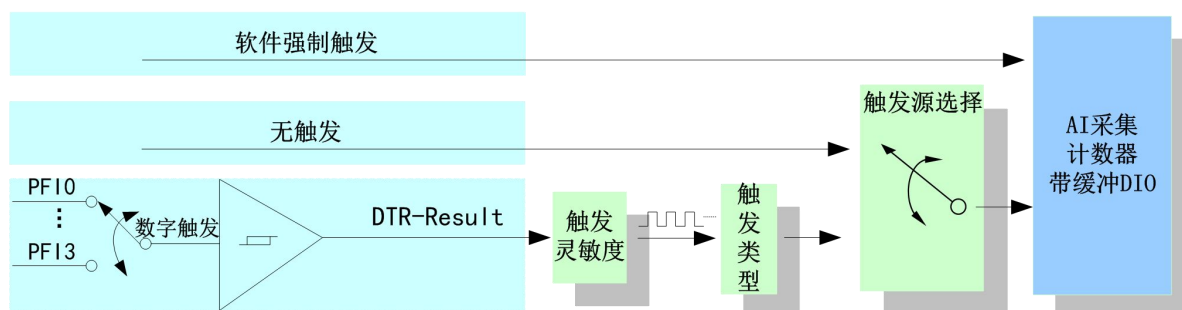 软件强制触发
无触发
触发源选择
AI采集
计数器
带缓冲DIO
PFI0
⋮
数字触发
PFI3
DTR-Result
触发
灵敏度
触
发
类
型